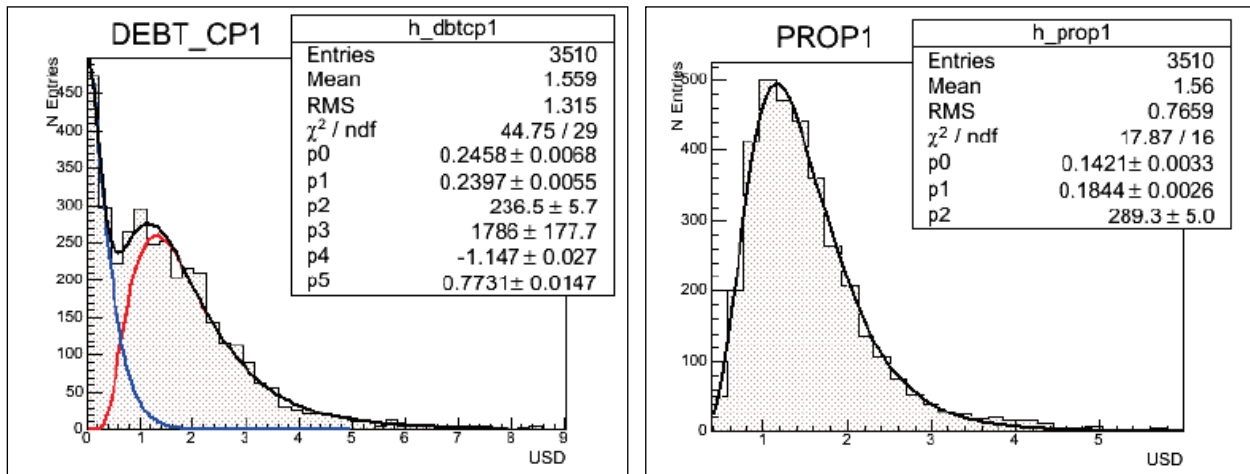 DEBT_CP1
h_dbtcp1
Entries 3510
Mean 1.559
RMS 1.315
χ² / ndf 44.75 / 29
p0 0.2458 ± 0.0068
p1 0.2397 ± 0.0055
p2 236.5 ± 5.7
p3 1786 ± 177.7
p4 -1.147 ± 0.027
p5 0.7731 ± 0.0147
N Entries
450
400
350
300
250
200
150
100
50
0
0 1 2 3 4 5 6 7 8 9
USD
PROP1
h_prop1
Entries 3510
Mean 1.56
RMS 0.7659
χ² / ndf 17.87 / 16
p0 0.1421 ± 0.0033
p1 0.1844 ± 0.0026
p2 289.3 ± 5.0
N Entries
500
400
300
200
100
0
1 2 3 4 5
USD